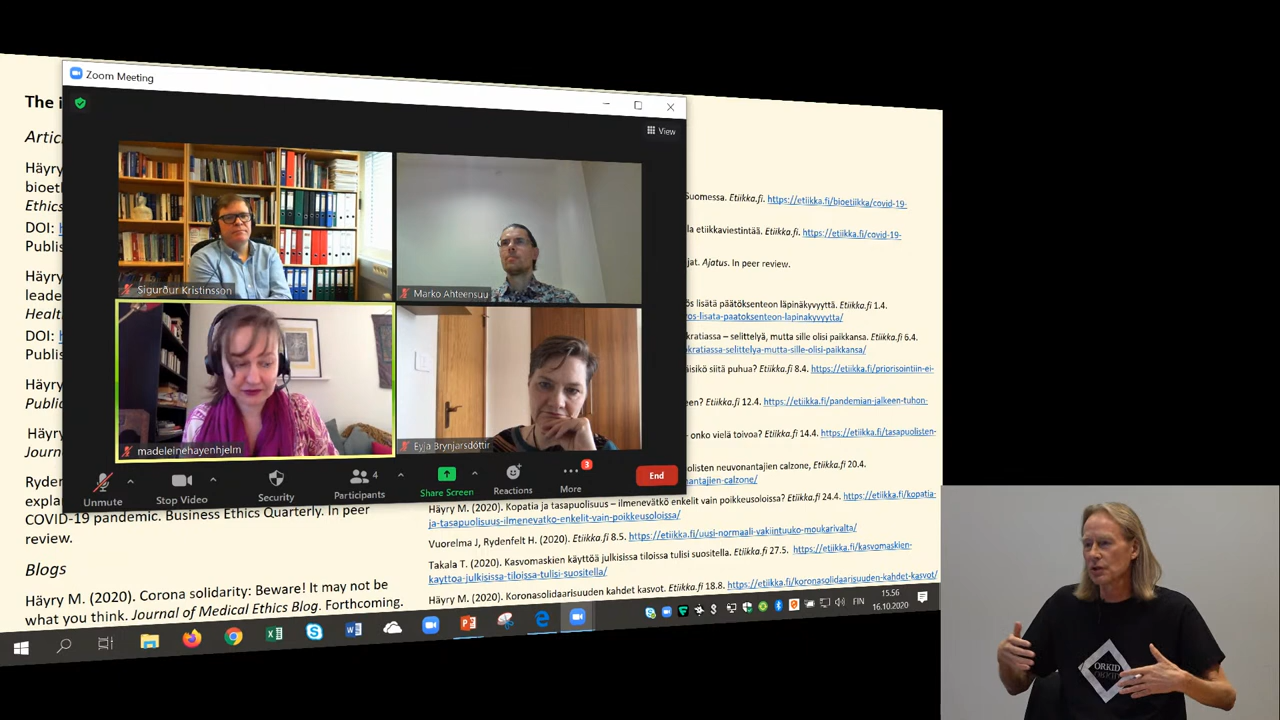 Zoom Meeting
View
Sigurður Kristinsson
Marko Ahteensuu
madeleinehayenhjelm
Eyja Brynjarsdóttir
Unmute
Stop Video
Security
Participants
4
Share Screen
Reactions
More
3
End
The i
Artic
Häyry
bioet
Ethics
DOI:
Publis
Häyry
leade
Health
DOI:
Publis
Häyry
Public
Häyry
Journ
Ryde
explan
COVID-19 pandemic. Business Ethics Quarterly. In peer
review.
Blogs
Häyry M. (2020). Corona solidarity: Beware! It may not be
what you think. Journal of Medical Ethics Blog. Forthcoming.
Suomessa. Etiikka.fi. https://etiikka.fi/bioetiikka/covid-19-
la etiikkaviestintää. Etiikka.fi. https://etiikka.fi/covid-19-
jat. Ajatus. In peer review.
ös lisätä päätöksenteon läpinäkyvyyttä. Etiikka.fi 1.4.
os-lisata-paatoksenteon-lapinakyvyytta/
kratiassa – selittelyä, mutta sille olisi paikkansa. Etiikka.fi 6.4.
okratiassa-selittelya-mutta-sille-olisi-paikkansa/
äisikö siitä puhua? Etiikka.fi 8.4. https://etiikka.fi/priorisointiin-ei-
een? Etiikka.fi 12.4. https://etiikka.fi/pandemian-jalkeen-tuhon-
– onko vielä toivoa? Etiikka.fi 14.4. https://etiikka.fi/tasapuolisten-
olisten neuvonantajien calzone, Etiikka.fi 20.4.
nantajien-calzone/
Häyry M. (2020). Kopatia ja tasapuolisuus – ilmenevätkö enkelit vain poikkeusoloissa? Etiikka.fi 24.4. https://etiikka.fi/kopatia-
ja-tasapuolisuus-ilmenevatko-enkelit-vain-poikkeusoloissa/
Vuorelma J, Rydenfelt H. (2020). Etiikka.fi 8.5. https://etiikka.fi/uusi-normaali-vakiintuuko-moukarivalta/
Takala T. (2020). Kasvomaskien käyttöä julkisissa tiloissa tulisi suositella. Etiikka.fi 27.5. https://etiikka.fi/kasvomaskien-
kayttoa-julkisissa-tiloissa-tulisi-suositella/
Häyry M. (2020). Koronasolidaarisuuden kahdet kasvot. Etiikka.fi 18.8. https://etiikka.fi/koronasolidaarisuuden-kahdet-kasvot/
FIN
15.56
16.10.2020
ORKID